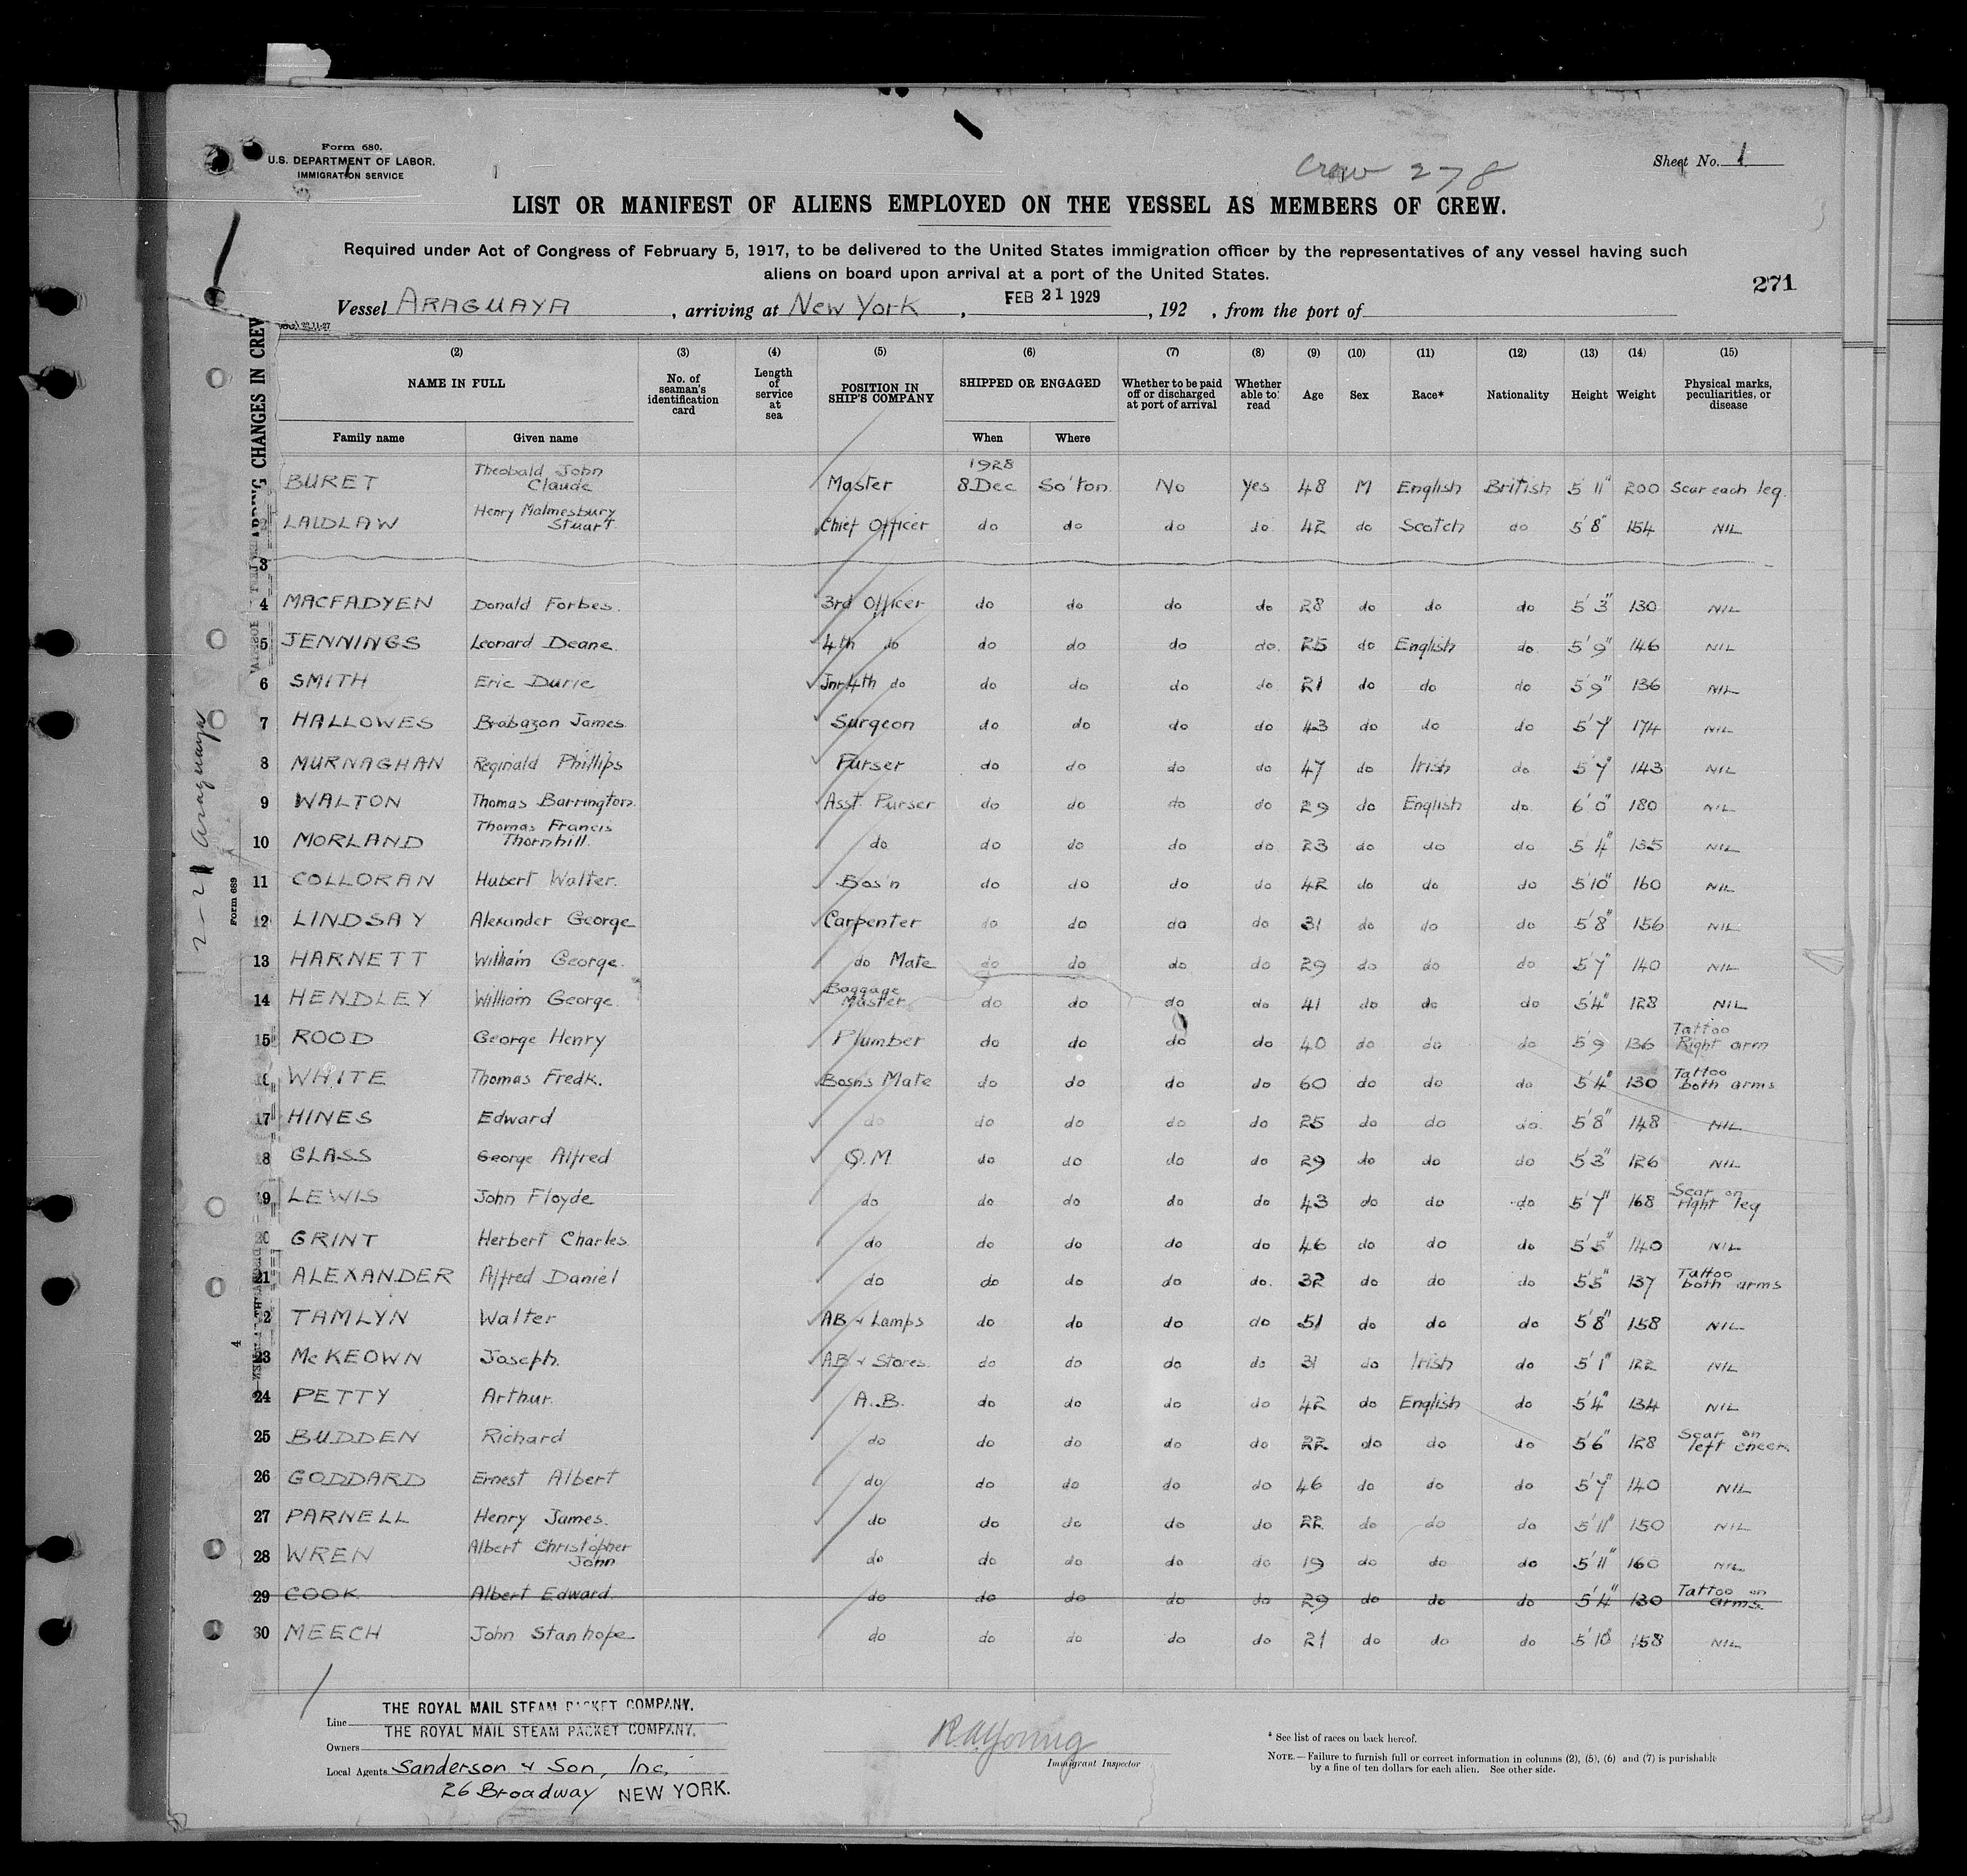 Form 680.
U.S. DEPARTMENT OF LABOR.
IMMIGRATION SERVICE
Crew 278
Sheet No. 1
LIST OR MANIFEST OF ALIENS EMPLOYED ON THE VESSEL AS MEMBERS OF CREW.
Required under Act of Congress of February 5, 1917, to be delivered to the United States immigration officer by the representatives of any vessel having such
aliens on board upon arrival at a port of the United States.
271
Vessel ARAGUAYA, arriving at New York, FEB 21 1929, 192 , from the port of
(2) (3) (4) (5) (6) (7) (8) (9) (10) (11) (12) (13) (14) (15)
NAME IN FULL
Family name Given name
No. of seaman's identification card
Length of service at sea
POSITION IN SHIP'S COMPANY
SHIPPED OR ENGAGED
When Where
Whether to be paid off or discharged at port of arrival
Whether able to read
Age Sex Race* Nationality Height Weight
Physical marks, peculiarities, or disease
BURET Theobald John Claude Master 1928 8.Dec So'ton No Yes 48 M English British 5'11" 200 Scar each leg.
LAIDLAW Henry Malmesbury Stuart Chief Officer do do do do 42 do Scotch do 5'8" 154 NIL
3
4 MACFADYEN Donald Forbes. 3rd Officer do do do do 28 do do do 5'3" 130 NIL
5 JENNINGS Leonard Deane. 4th do do do do do. 25 do English do. 5'9" 146 NIL
6 SMITH Eric Durie Jnr 4th do do do do do 21 do do do 5'9" 136 NIL
7 HALLOWES Brabazon James. Surgeon do do do do 43 do do do 5'7" 174 NIL
8 MURNAGHAN Reginald Phillips Purser do do do do 47 do Irish do. 5'7" 143 NIL
9 WALTON Thomas Barrington. Asst. Purser do do do do 29 do English do. 6'0" 180 NIL
10 MORLAND Thomas Francis Thornhill. do do do do do 23 do do do 5'4" 135 NIL
11 COLLORAN Hubert Walter. Bos'n do do do do 42 do do do 5'10" 160 NIL
12 LINDSAY Alexander George Carpenter do do do do 31 do do do 5'8" 156 NIL
13 HARNETT William George. do Mate do do do do 29 do do do 5'7" 140 NIL
14 HENDLEY William George. Baggage Master do do do do 41 do do do 5'4" 128 NIL
15 ROOD George Henry Plumber do do do do 40 do do do 5'9 136 Tattoo Right arm
WHITE Thomas Fredk. Bosn's Mate do do do do 60 do do do 5'4" 130 Tattoo both arms
17 HINES Edward do do do do do 25 do do do. 5'8" 148 NIL
18 GLASS George Alfred Q.M. do do do do 29 do do do 5'3" 126 NIL
19 LEWIS John Floyde do do do do do 43 do do do 5'7" 168 Scar on right leg
20 GRINT Herbert Charles. do do do do do 46 do do do 5'5" 140 NIL
21 ALEXANDER Alfred Daniel do do do do do. 32 do do do 5'5" 137 Tattoo both arms
2 TAMLYN Walter AB & Lamps do do do do 51 do do do 5'8" 158 NIL
23 McKEOWN Joseph. AB. & Stores. do do do do 31 do Irish do 5'1" 122 NIL
24 PETTY Arthur. A.B. do do do do 42 do English do 5'4" 134 NIL
25 BUDDEN Richard do do do do do 22 do do do 5'6" 128 Scar on left cheek
26 GODDARD Ernest Albert do do do do do 46 do do do 5'7" 140 NIL
27 PARNELL Henry James. do do do do do 22 do do do 5'11" 150 NIL
28 WREN Albert Christopher John do do do do do 19 do do do 5'11" 160 NIL
29 COOK Albert Edward. do do do do do 29 do do do 5'4" 130 Tattoo on arms.
30 MEECH John Stanhope do do do do do 21 do do do 5'10" 158 NIL
2-21 Araguaya
Form 689
CHANGES IN CREW
4
Line THE ROYAL MAIL STEAM PACKET COMPANY.
Owners THE ROYAL MAIL STEAM PACKET COMPANY.
Local Agents Sanderson & Son, Inc.
26 Broadway NEW YORK.
R.A. Young
Immigrant Inspector
* See list of races on back hereof.
NOTE.—Failure to furnish full or correct information in columns (2), (5), (6) and (7) is punishable
by a fine of ten dollars for each alien. See other side.